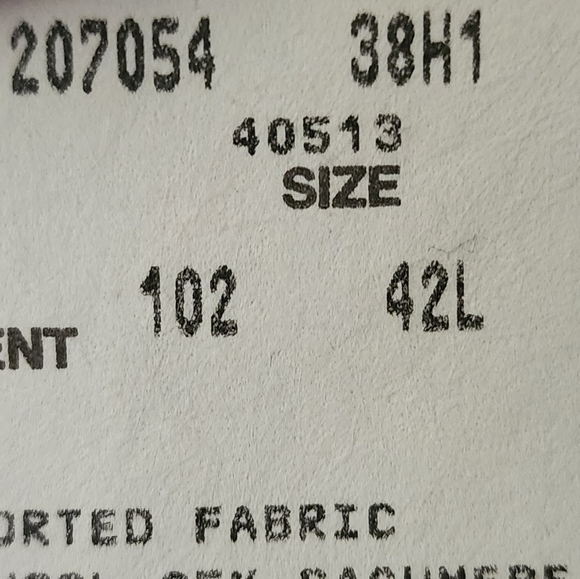 207054 38H1
40513
SIZE
102 42L
ENT
ORTED FABRIC